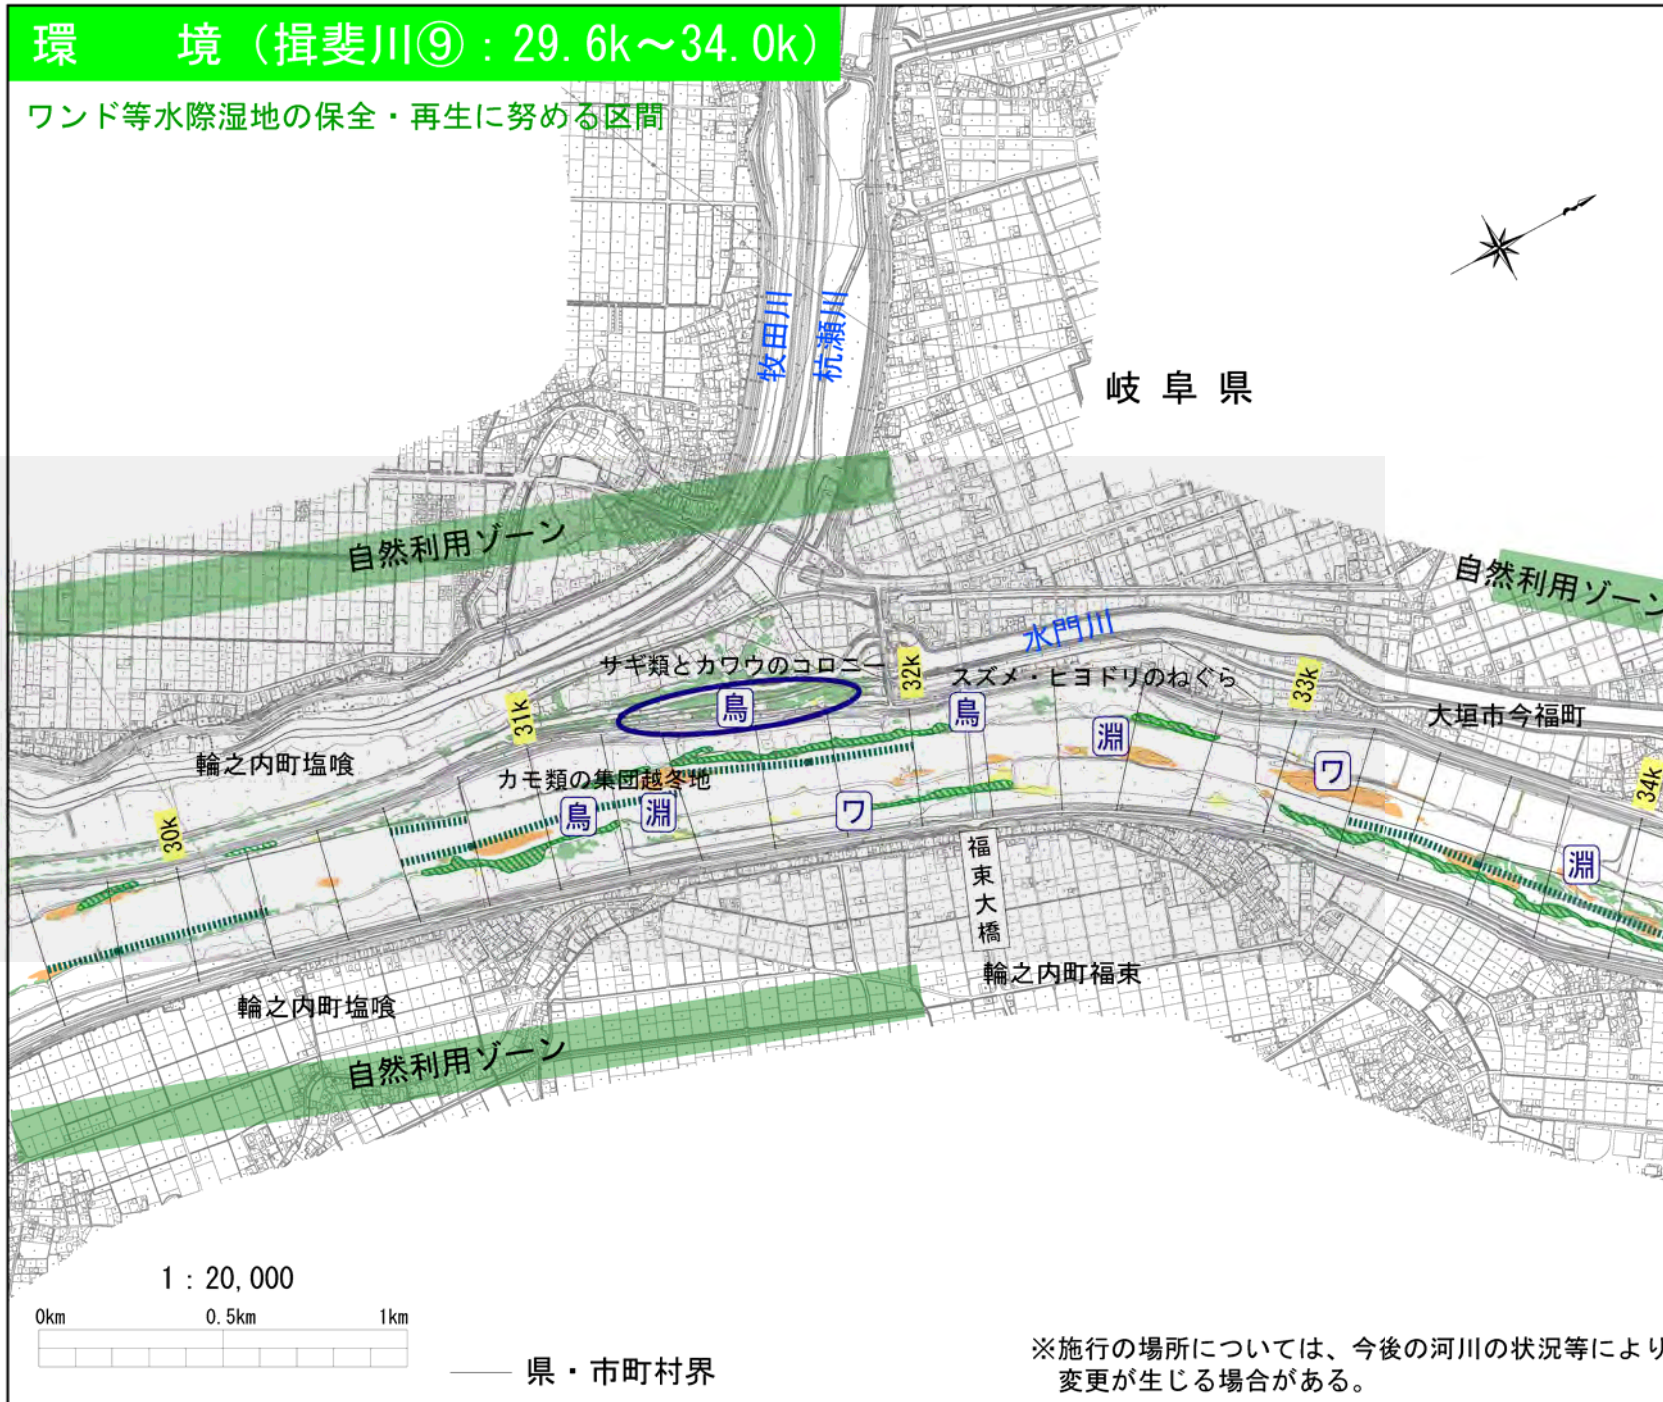 環　境（揖斐川⑨：29.6k～34.0k）
ワンド等水際湿地の保全・再生に努める区間
牧田川
杭瀬川
岐阜県
自然利用ゾーン
自然利用ゾーン
水門川
サギ類とカワウのコロニー
32k
スズメ・ヒヨドリのねぐら
33k
31k
鳥
鳥
淵
大垣市今福町
輪之内町塩喰
カモ類の集団越冬地
ワ
34k
30k
鳥
淵
ワ
福東大橋
淵
輪之内町福束
輪之内町塩喰
自然利用ゾーン
1：20,000
0km 0.5km 1km
県・市町村界
※施行の場所については、今後の河川の状況等により
変更が生じる場合がある。